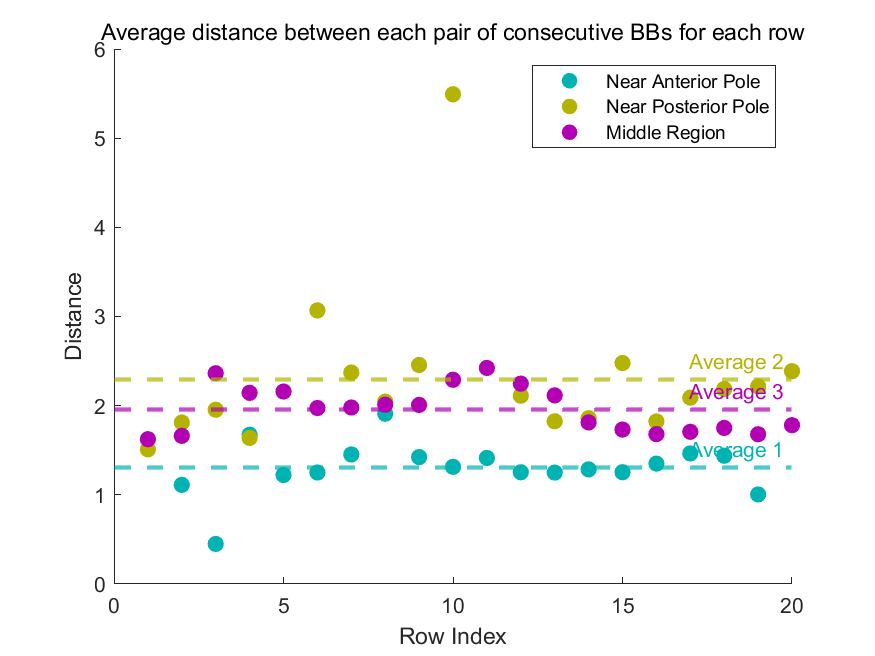 Average distance between each pair of consecutive BBs for each row
Near Anterior Pole
Near Posterior Pole
Middle Region
Average 2
Average 3
Average 1
Distance
6
5
4
3
2
1
0
0 5 10 15 20
Row Index